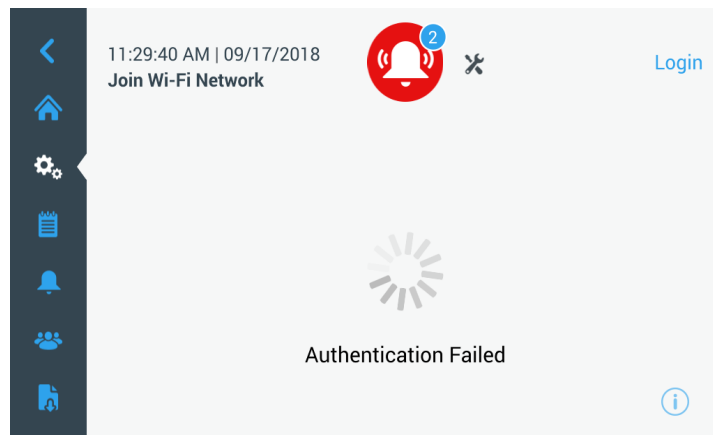 11:29:40 AM | 09/17/2018
Join Wi-Fi Network
2
Login
Authentication Failed
i